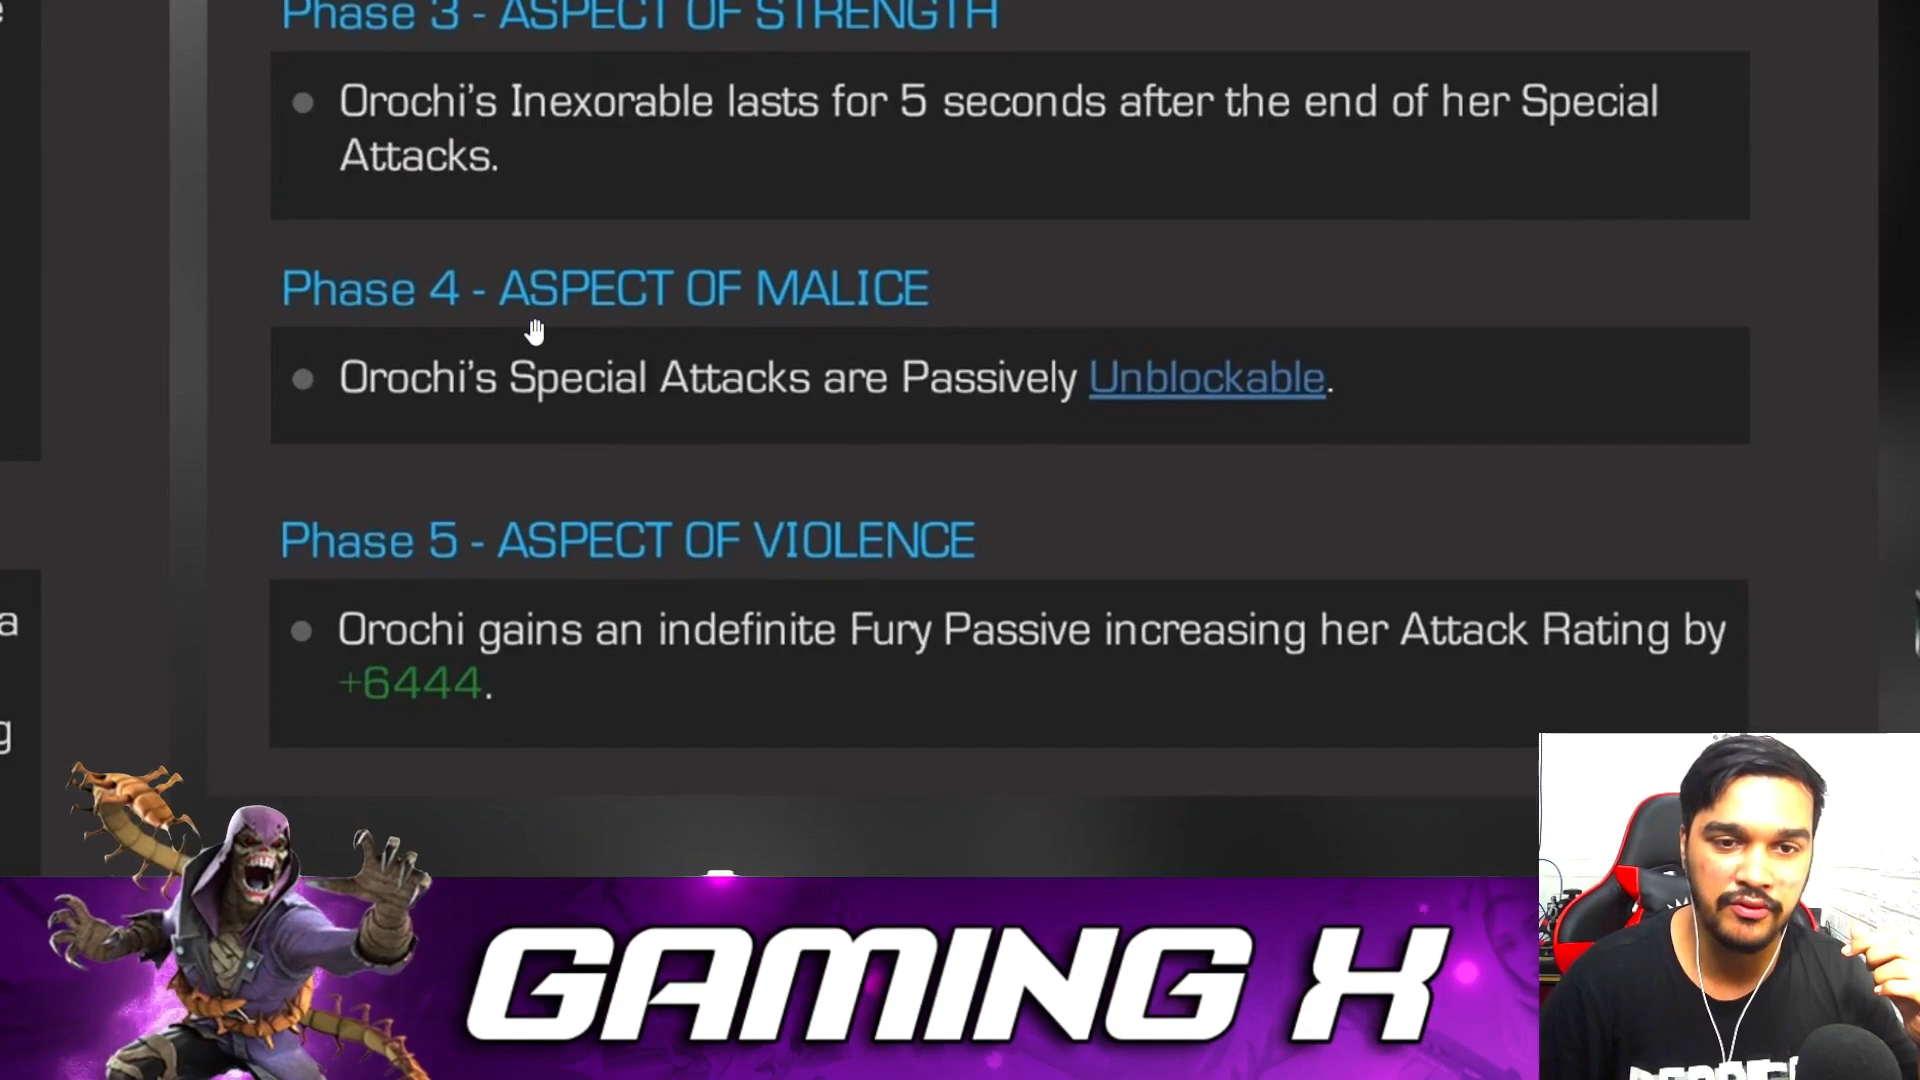 Phase 3 - ASPECT OF STRENGTH
Orochi's Inexorable lasts for 5 seconds after the end of her Special
Attacks.
Phase 4 - ASPECT OF MALICE
Orochi's Special Attacks are Passively Unblockable.
Phase 5 - ASPECT OF VIOLENCE
a
Orochi gains an indefinite Fury Passive increasing her Attack Rating by
+6444.
g
GAMING X